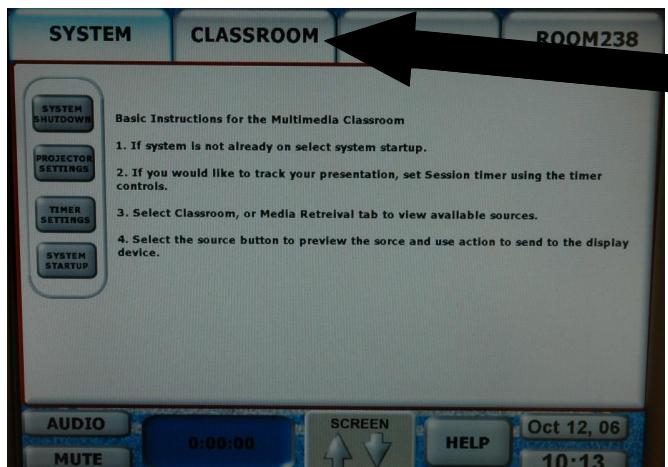 SYSTEM
CLASSROOM
ROOM238
SYSTEM
SHUTDOWN
PROJECTOR
SETTINGS
TIMER
SETTINGS
SYSTEM
STARTUP
Basic Instructions for the Multimedia Classroom
1. If system is not already on select system startup.
2. If you would like to track your presentation, set Session timer using the timer
controls.
3. Select Classroom, or Media Retreival tab to view available sources.
4. Select the source button to preview the sorce and use action to send to the display
device.
AUDIO
MUTE
0:00:00
SCREEN
HELP
Oct 12, 06
10:13